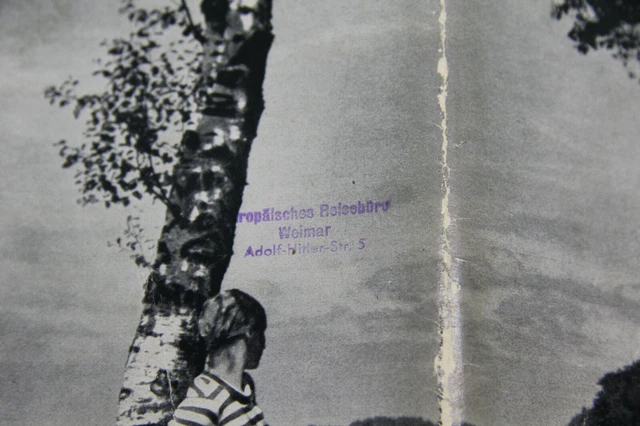 ropäisches Reisebüro
Weimar
Adolf-Hitler-Str. 5